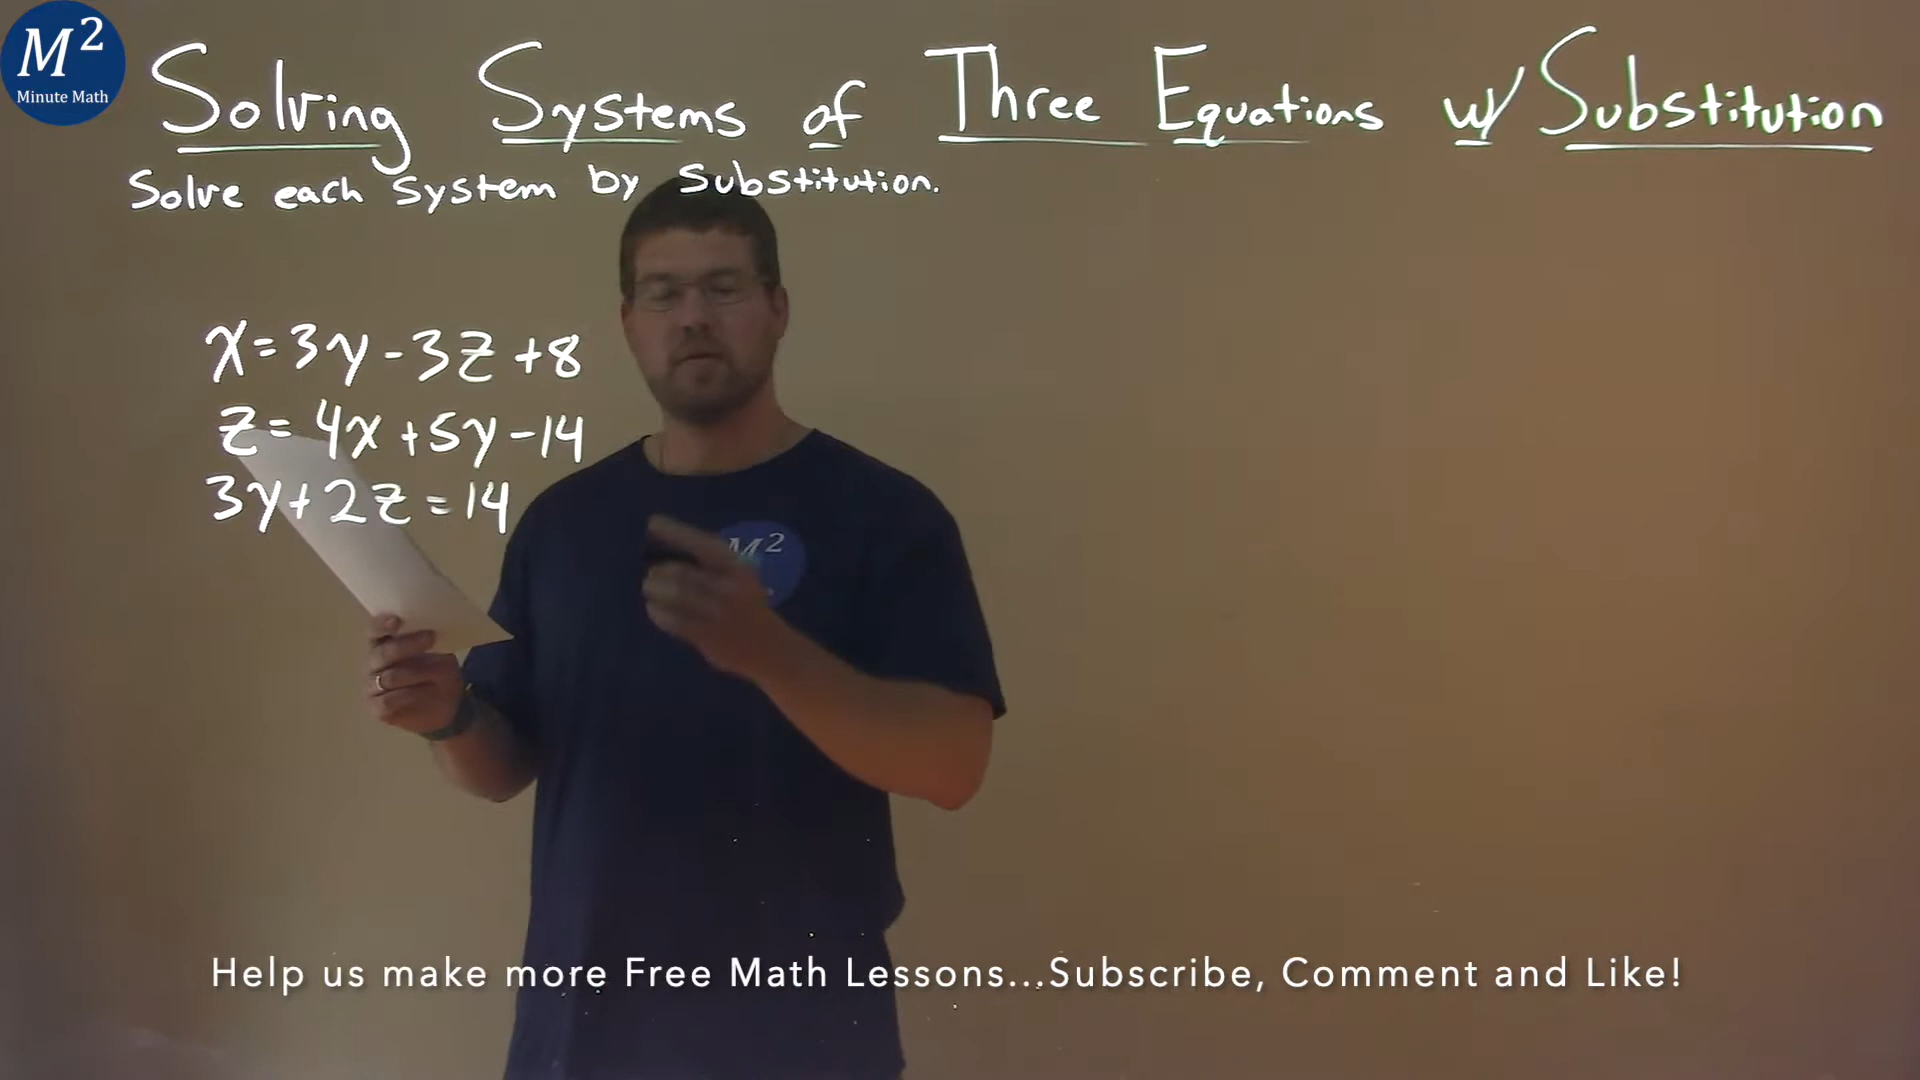 M²
Minute Math
Solving Systems of Three Equations w/ Substitution
Solve each system by substitution.
x=3y-3z+8
z=4x+5y-14
3y+2z=14
M²
Help us make more Free Math Lessons...Subscribe, Comment and Like!